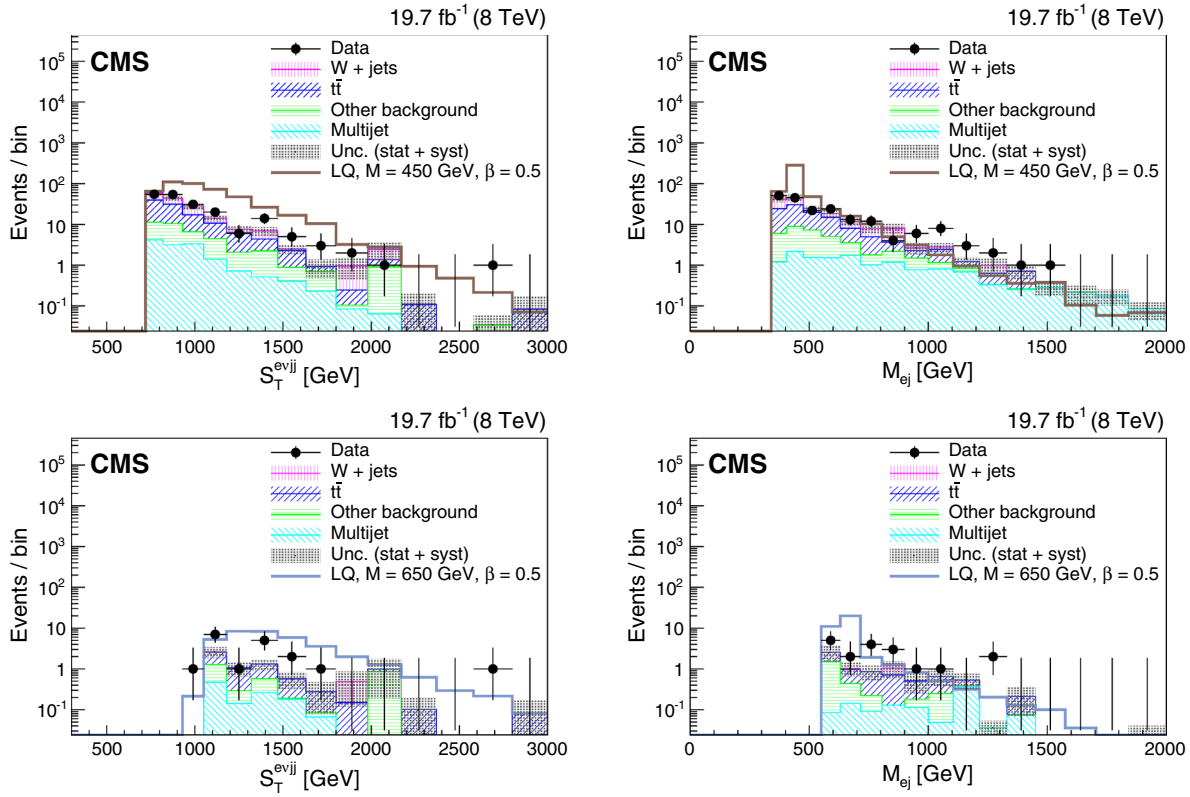 19.7 fb⁻¹ (8 TeV)
CMS
Data
W + jets
tt̄
Other background
Multijet
Unc. (stat + syst)
LQ, M = 450 GeV, β = 0.5
Events / bin
10⁵
10⁴
10³
10²
10
1
10⁻¹
500 1000 1500 2000 2500 3000
S_T^eνjj [GeV]
19.7 fb⁻¹ (8 TeV)
CMS
Data
W + jets
tt̄
Other background
Multijet
Unc. (stat + syst)
LQ, M = 450 GeV, β = 0.5
Events / bin
10⁵
10⁴
10³
10²
10
1
10⁻¹
0 500 1000 1500 2000
M_ej [GeV]
19.7 fb⁻¹ (8 TeV)
CMS
Data
W + jets
tt̄
Other background
Multijet
Unc. (stat + syst)
LQ, M = 650 GeV, β = 0.5
Events / bin
10⁵
10⁴
10³
10²
10
1
10⁻¹
500 1000 1500 2000 2500 3000
S_T^eνjj [GeV]
19.7 fb⁻¹ (8 TeV)
CMS
Data
W + jets
tt̄
Other background
Multijet
Unc. (stat + syst)
LQ, M = 650 GeV, β = 0.5
Events / bin
10⁵
10⁴
10³
10²
10
1
10⁻¹
0 500 1000 1500 2000
M_ej [GeV]